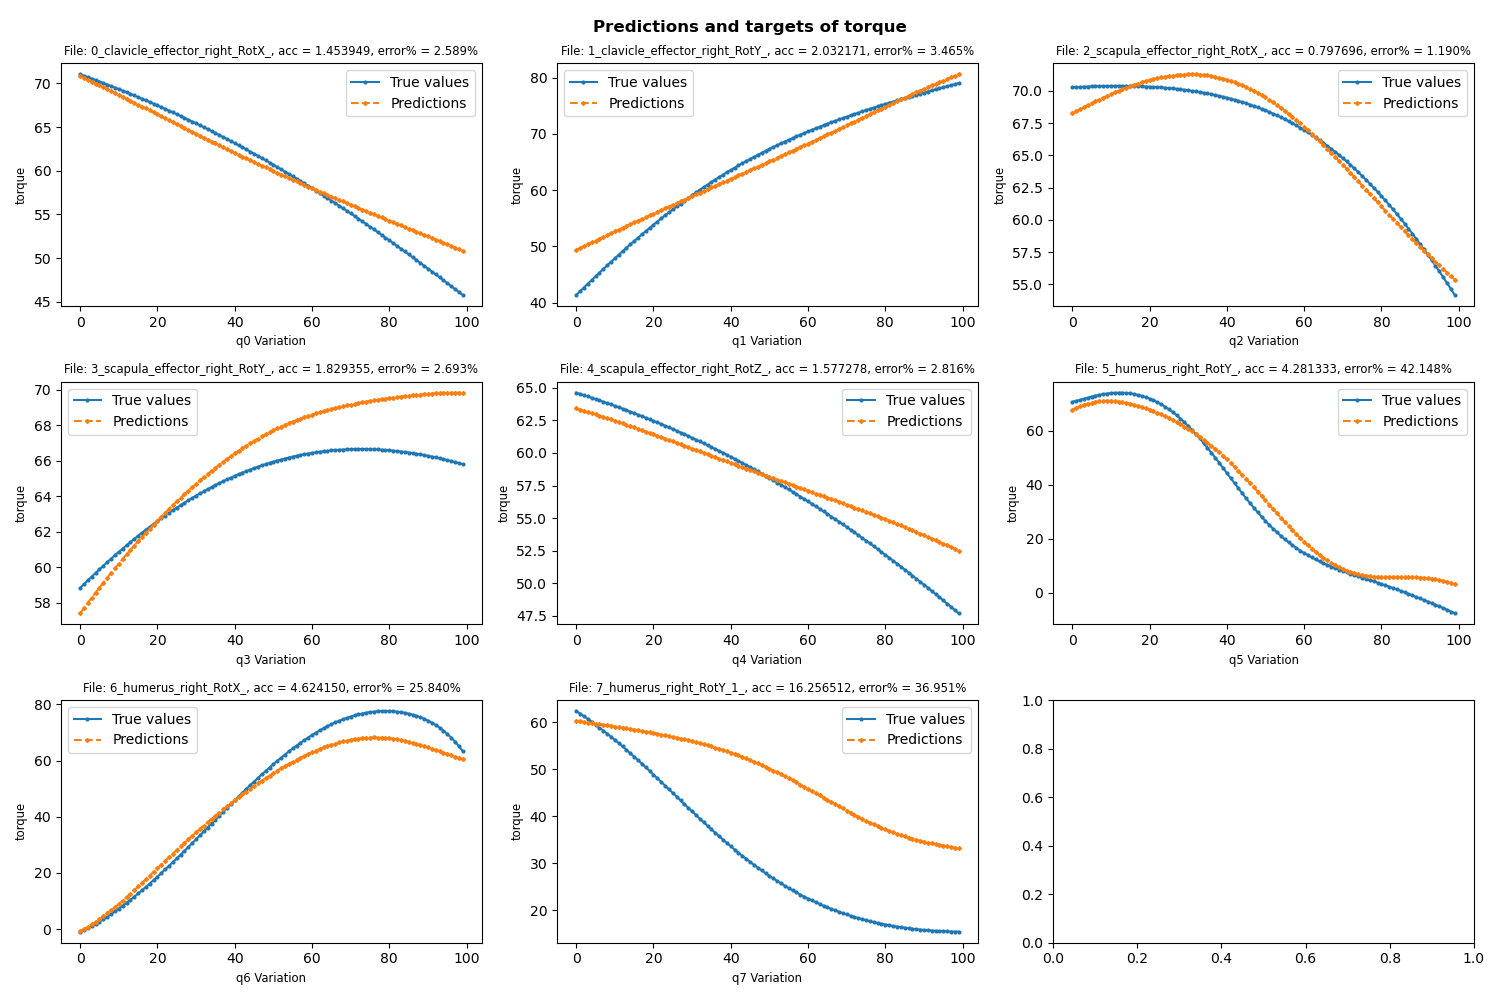 Predictions and targets of torque
File: 0_clavicle_effector_right_RotX_, acc = 1.453949, error% = 2.589%
True values
Predictions
torque
70
65
60
55
50
45
0 20 40 60 80 100
q0 Variation
File: 1_clavicle_effector_right_RotY_, acc = 2.032171, error% = 3.465%
True values
Predictions
torque
80
70
60
50
40
0 20 40 60 80 100
q1 Variation
File: 2_scapula_effector_right_RotX_, acc = 0.797696, error% = 1.190%
True values
Predictions
torque
70.0
67.5
65.0
62.5
60.0
57.5
55.0
0 20 40 60 80 100
q2 Variation
File: 3_scapula_effector_right_RotY_, acc = 1.829355, error% = 2.693%
True values
Predictions
torque
70
68
66
64
62
60
58
0 20 40 60 80 100
q3 Variation
File: 4_scapula_effector_right_RotZ_, acc = 1.577278, error% = 2.816%
True values
Predictions
torque
65.0
62.5
60.0
57.5
55.0
52.5
50.0
47.5
0 20 40 60 80 100
q4 Variation
File: 5_humerus_right_RotY_, acc = 4.281333, error% = 42.148%
True values
Predictions
torque
60
40
20
0
0 20 40 60 80 100
q5 Variation
File: 6_humerus_right_RotX_, acc = 4.624150, error% = 25.840%
True values
Predictions
torque
80
60
40
20
0
0 20 40 60 80 100
q6 Variation
File: 7_humerus_right_RotY_1_, acc = 16.256512, error% = 36.951%
True values
Predictions
torque
60
50
40
30
20
0 20 40 60 80 100
q7 Variation
1.0
0.8
0.6
0.4
0.2
0.0
0.0 0.2 0.4 0.6 0.8 1.0